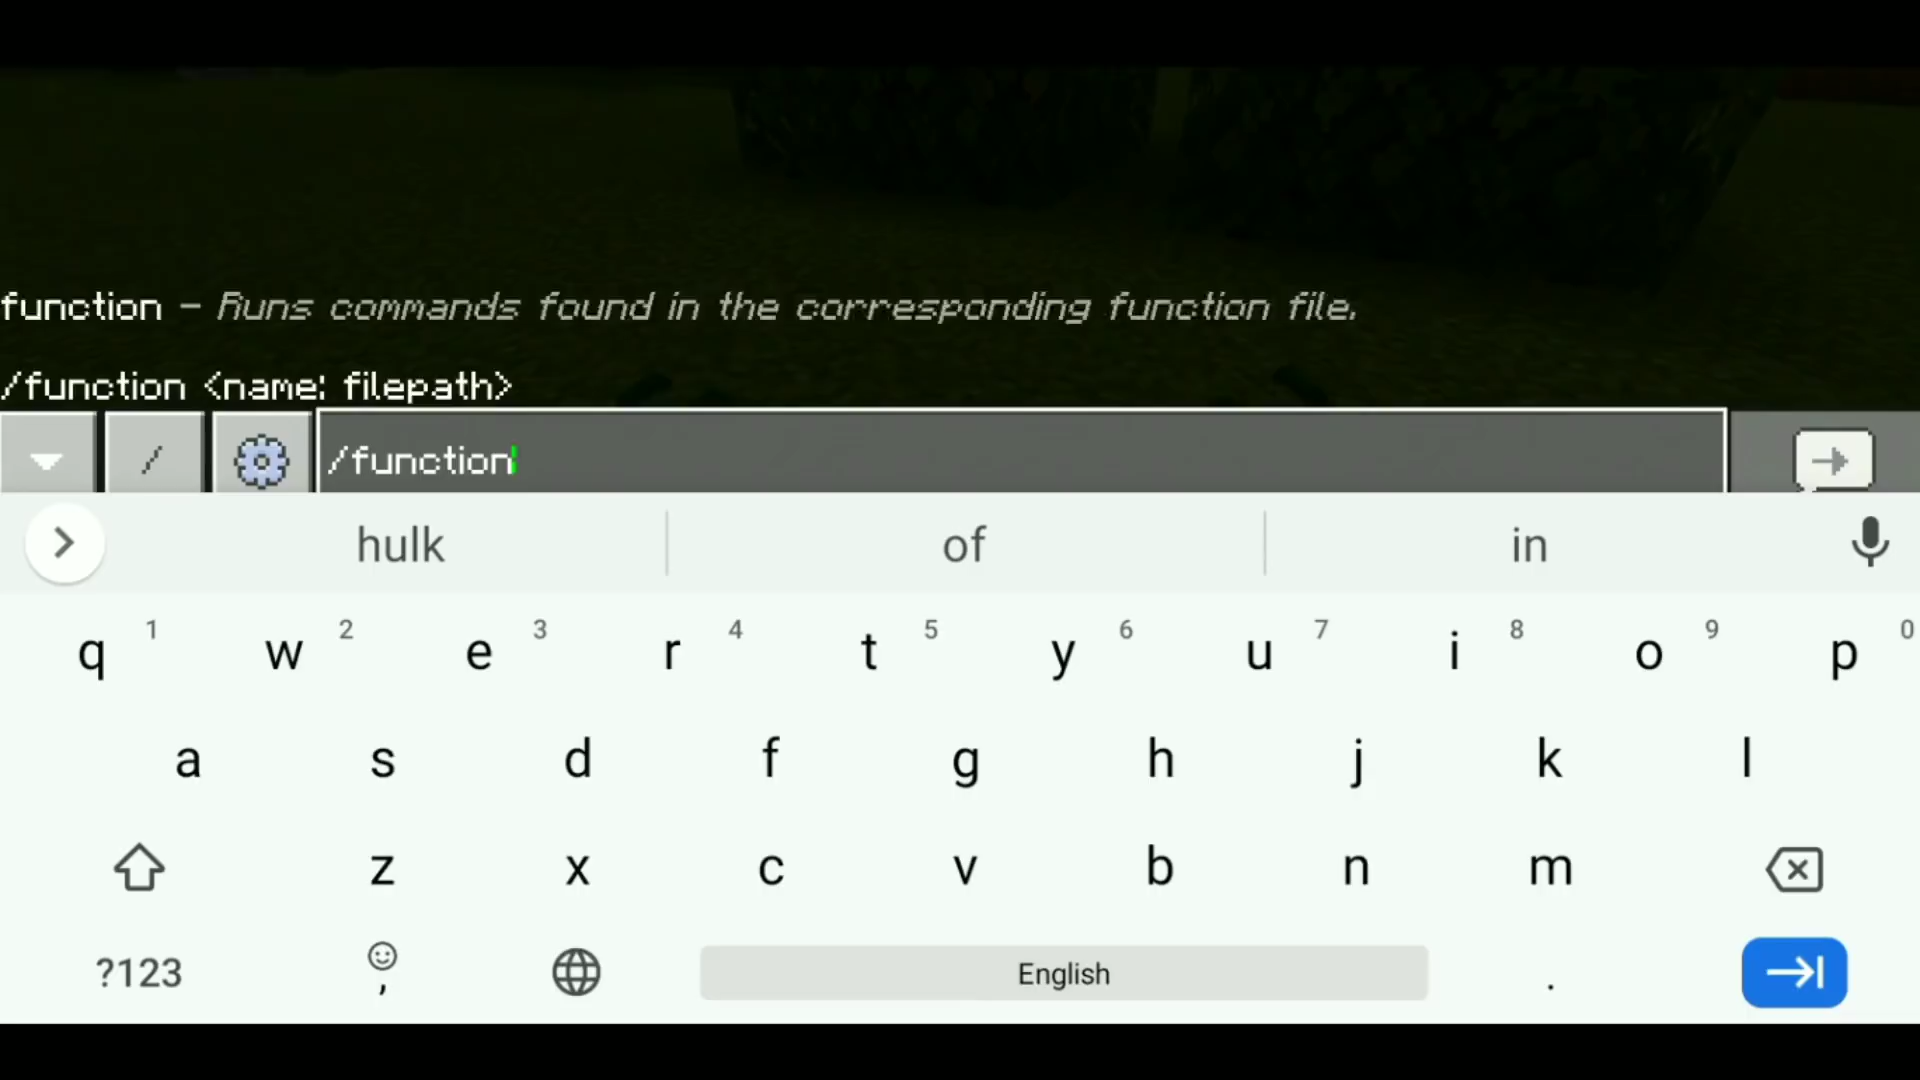 function - Runs commands found in the corresponding function file.
/function <name: filepath>
/ /function
hulk of in
q 1 w 2 e 3 r 4 t 5 y 6 u 7 i 8 o 9 p 0
a s d f g h j k l
z x c v b n m
?123 , English .